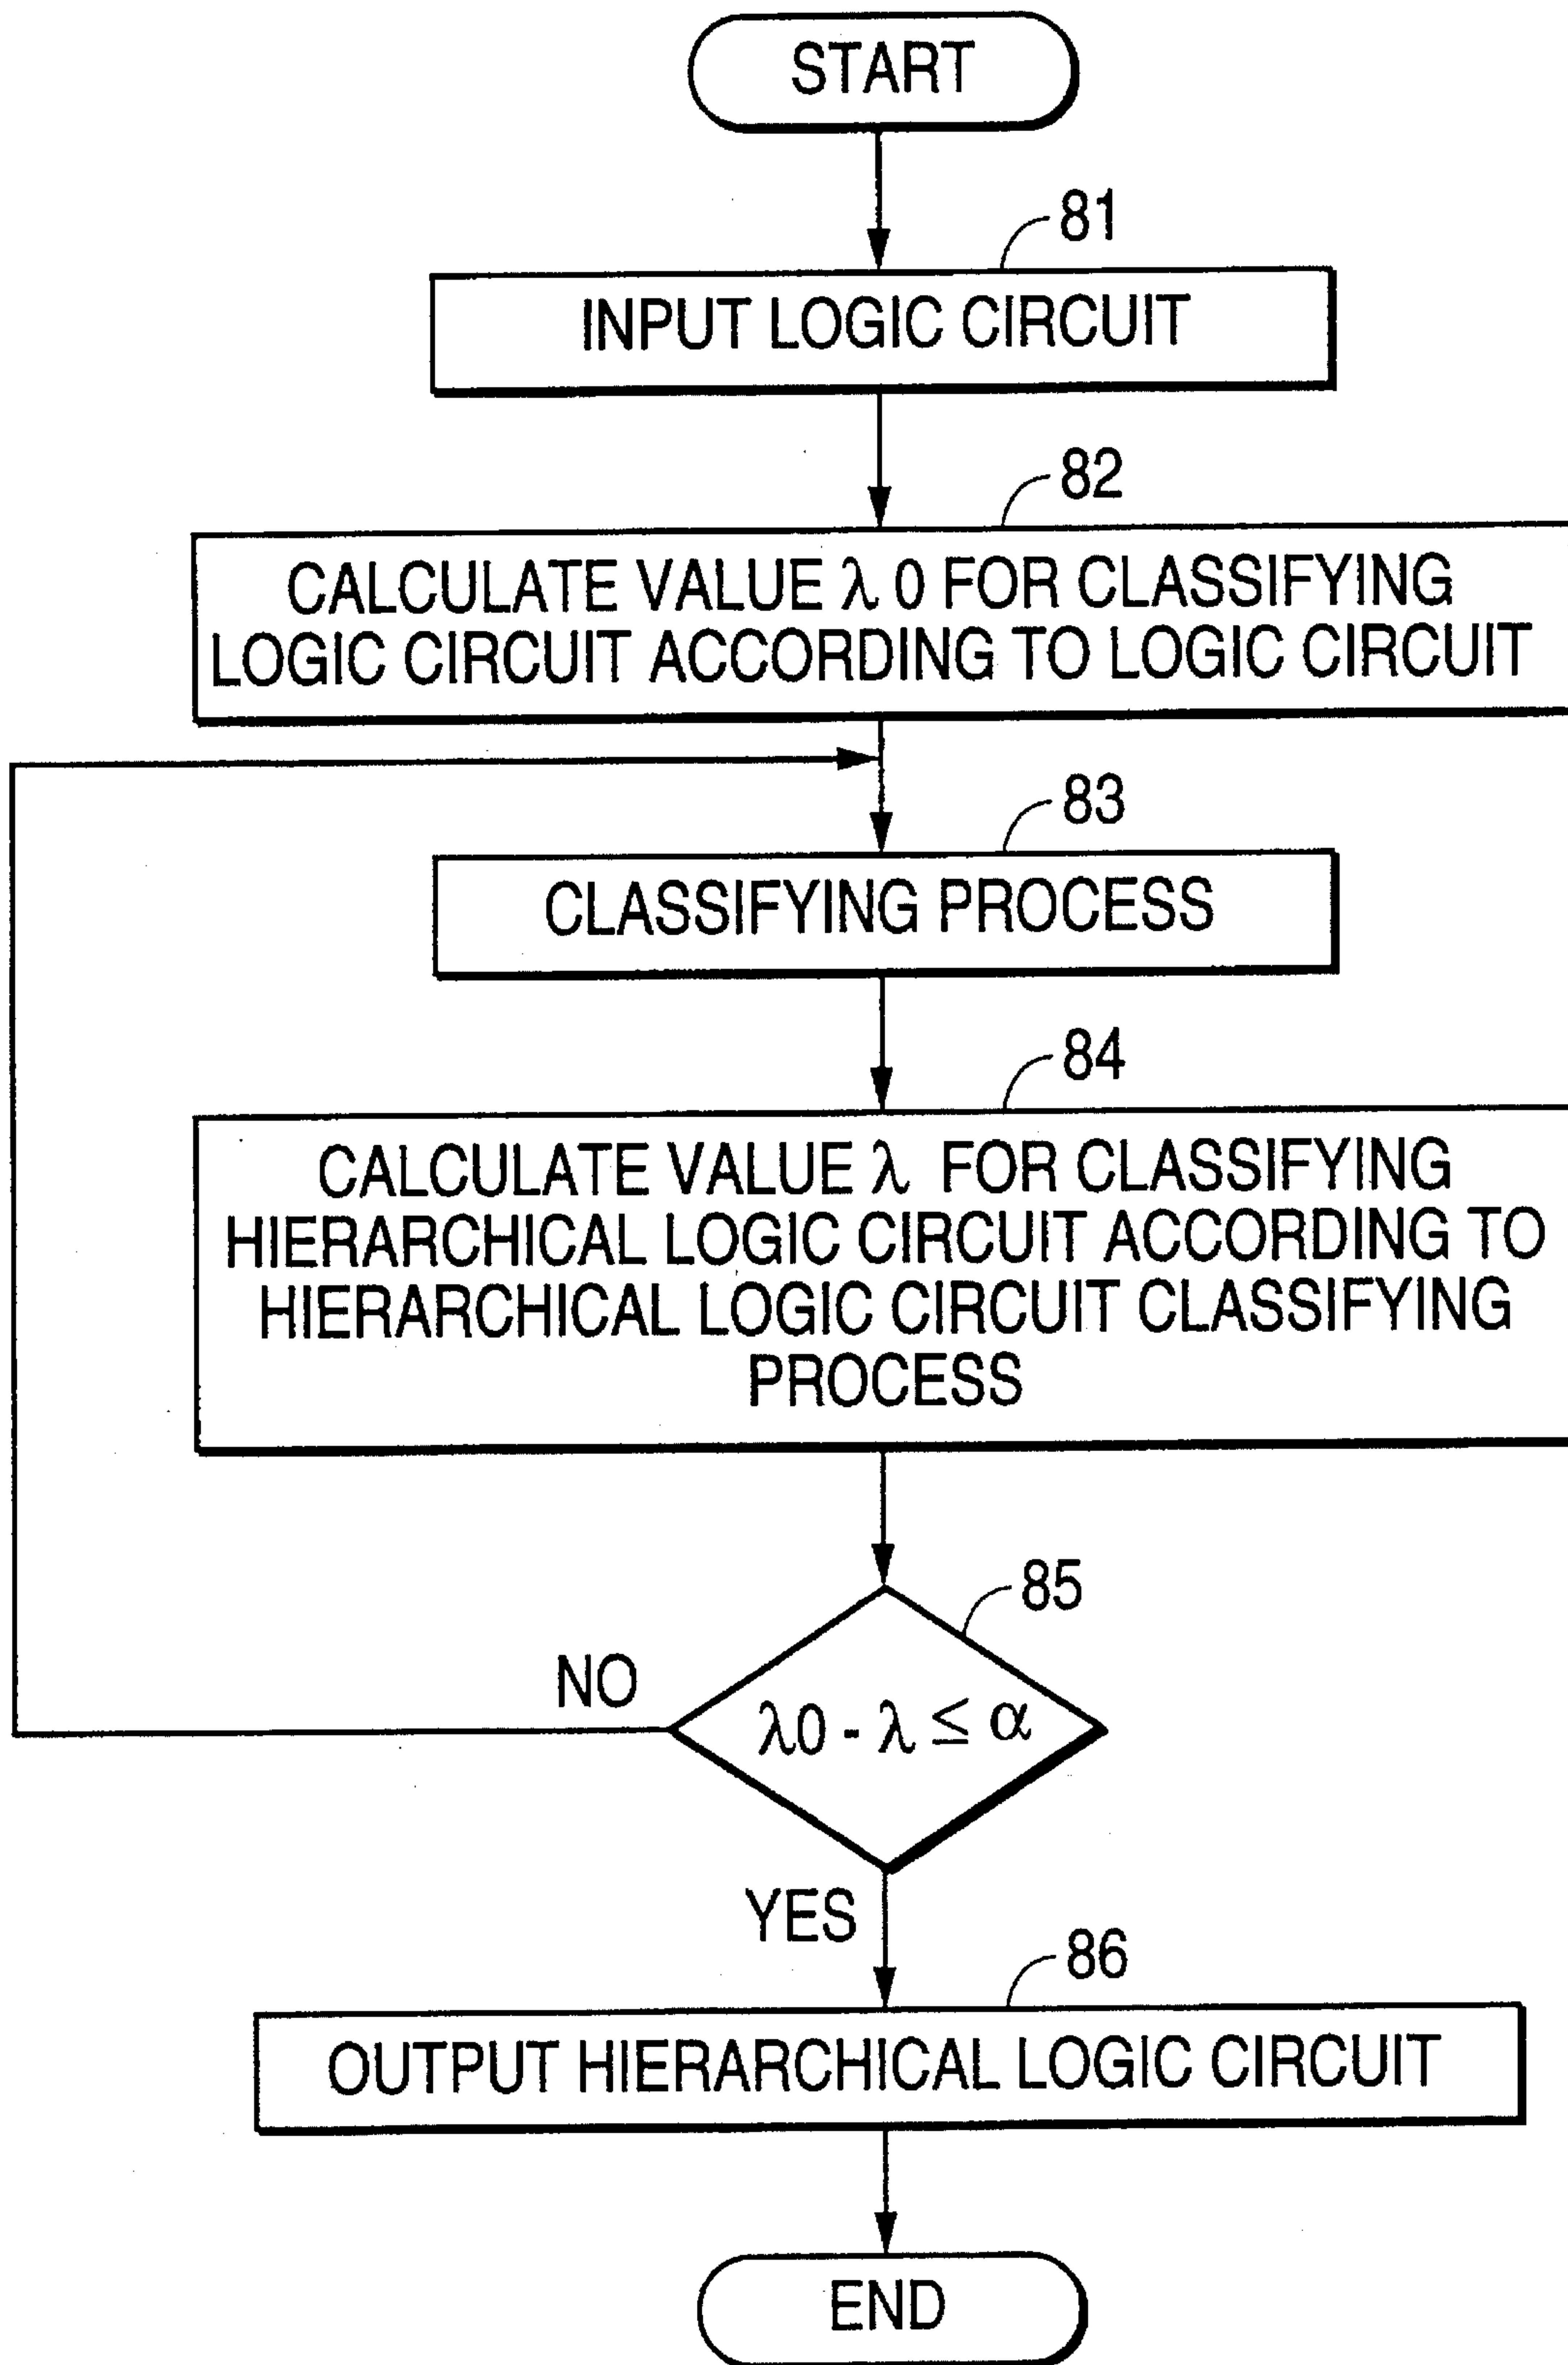 START
81
INPUT LOGIC CIRCUIT
82
CALCULATE VALUE λ 0 FOR CLASSIFYING
LOGIC CIRCUIT ACCORDING TO LOGIC CIRCUIT
83
CLASSIFYING PROCESS
84
CALCULATE VALUE λ FOR CLASSIFYING
HIERARCHICAL LOGIC CIRCUIT ACCORDING TO
HIERARCHICAL LOGIC CIRCUIT CLASSIFYING
PROCESS
85
NO
λ0 - λ ≤ α
YES
86
OUTPUT HIERARCHICAL LOGIC CIRCUIT
END